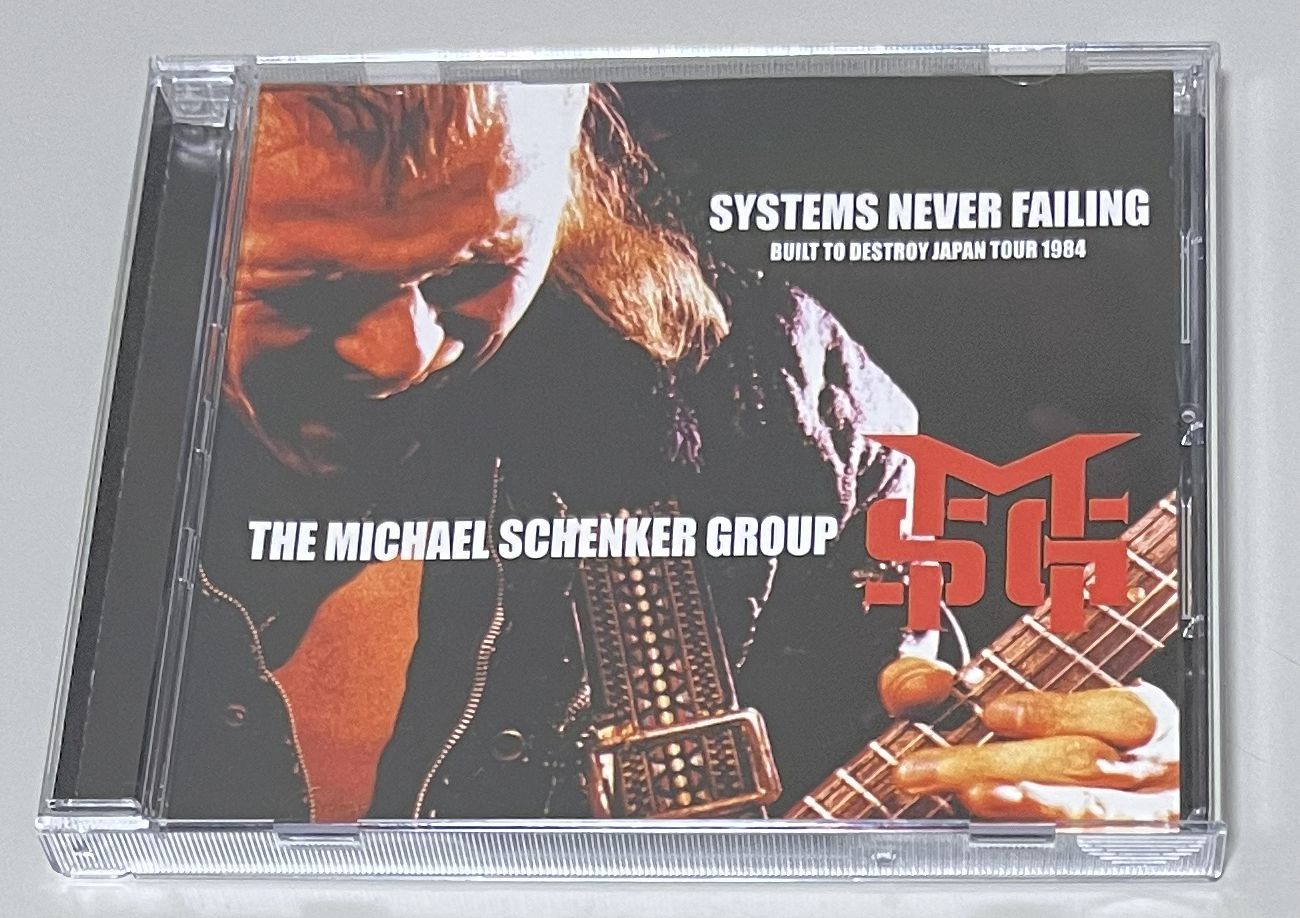 SYSTEMS NEVER FAILING
BUILT TO DESTROY JAPAN TOUR 1984
THE MICHAEL SCHENKER GROUP
MSG